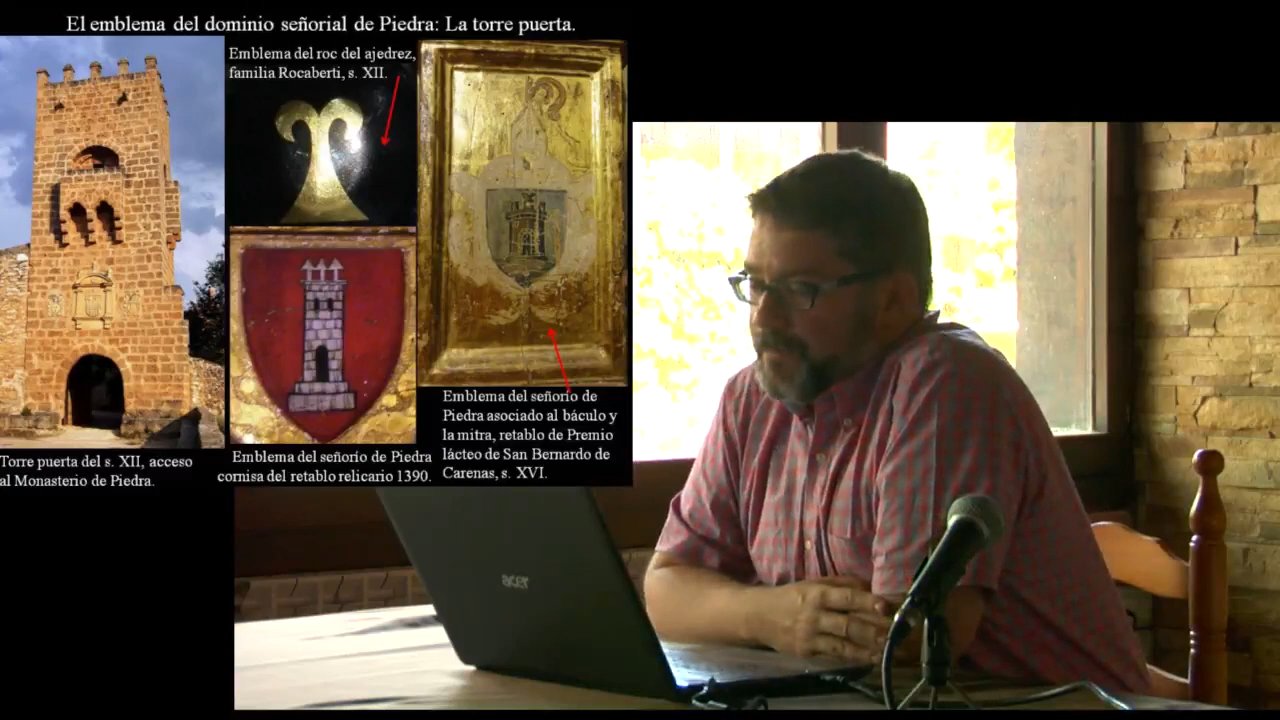 El emblema del dominio señorial de Piedra: La torre puerta.
Emblema del roc del ajedrez,
familia Rocaberti, s. XII.
Torre puerta del s. XII, acceso
al Monasterio de Piedra.
Emblema del señorio de Piedra
cornisa del retablo relicario 1390.
Emblema del señorio de
Piedra asociado al báculo y
la mitra, retablo de Premio
lácteo de San Bernardo de
Carenas, s. XVI.
acer